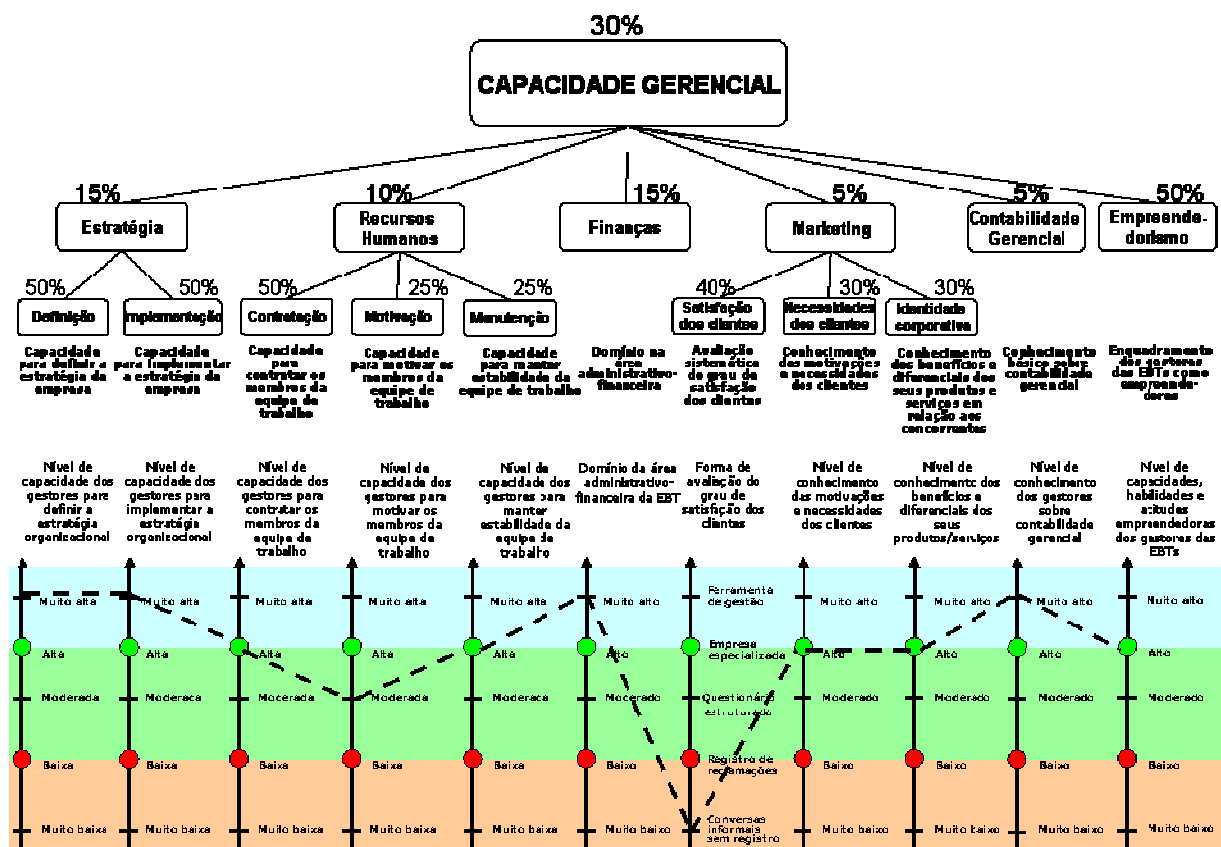 30%
CAPACIDADE GERENCIAL
15%
10%
15%
5%
5%
50%
Estratégia
Recursos
Humanos
Finanças
Marketing
Contabilidade
Gerencial
Empreende-
dorismo
50%
50%
50%
25%
25%
40%
30%
30%
Definição
Implementação
Contratação
Motivação
Manutenção
Satisfação
dos clientes
Necessidades
dos clientes
Identidade
corporativa
Capacidade
para definir a
estratégia da
empresa
Capacidade
para implementar
a estratégia da
empresa
Capacidade
para
contratar os
membros da
equipe de
trabalho
Capacidade
para motivar os
membros da
equipe de
trabalho
Capacidade
para manter
estabilidade da
equipe de trabalho
Domínio na
área
administrativo-
financeira
Avaliação
sistemática
do grau de
satisfação
dos clientes
Conhecimento
das motivações
e necessidades
dos clientes
Conhecimento
dos benefícios e
diferenciais dos
seus produtos e
serviços em
relação aos
concorrentes
Conhecimento
básico sobre
contabilidade
gerencial
Enquadramento
dos gestores
das EBTs como
empreende-
dores
Nível de
capacidade dos
gestores para
definir a
estratégia
organizacional
Nível de
capacidade dos
gestores para
implementar a
estratégia
organizacional
Nível de
capacidade dos
gestores para
contratar os
membros da
equipe de
trabalho
Nível de
capacidade dos
gestores para
motivar os
membros da
equipe de
trabalho
Nível de
capacidade dos
gestores para
manter
estabilidade da
equipe de
trabalho
Domínio da área
administrativo-
financeira da EBT
Forma de
avaliação do
grau de
satisfação dos
clientes
Nível de
conhecimento
das motivações
e necessidades
dos clientes
Nível de
conhecimento dos
benefícios e
diferenciais dos
seus
produtos/serviços
Nível de
conhecimento
dos gestores
sobre
contabilidade
gerencial
Nível de
capacidades,
habilidades e
atitudes
empreendedoras
dos gestores das
EBTs
Muito alta
Muito alta
Muito alta
Muito alta
Muito alta
Muito alto
Ferramenta
de gestão
Muito alto
Muito alto
Muito alto
Muito alto
Alta
Alta
Alta
Alta
Alta
Alto
Empresa
especializada
Alto
Alto
Alto
Alto
Moderada
Moderada
Moderada
Moderada
Moderada
Moderado
Questionário
estruturado
Moderado
Moderado
Moderado
Moderado
Baixa
Baixa
Baixa
Baixa
Baixa
Baixo
Registro de
reclamações
Baixo
Baixo
Baixo
Baixo
Muito baixa
Muito baixa
Muito baixa
Muito baixa
Muito baixa
Muito baixo
Conversas
informais
sem registro
Muito baixo
Muito baixo
Muito baixo
Muito baixo